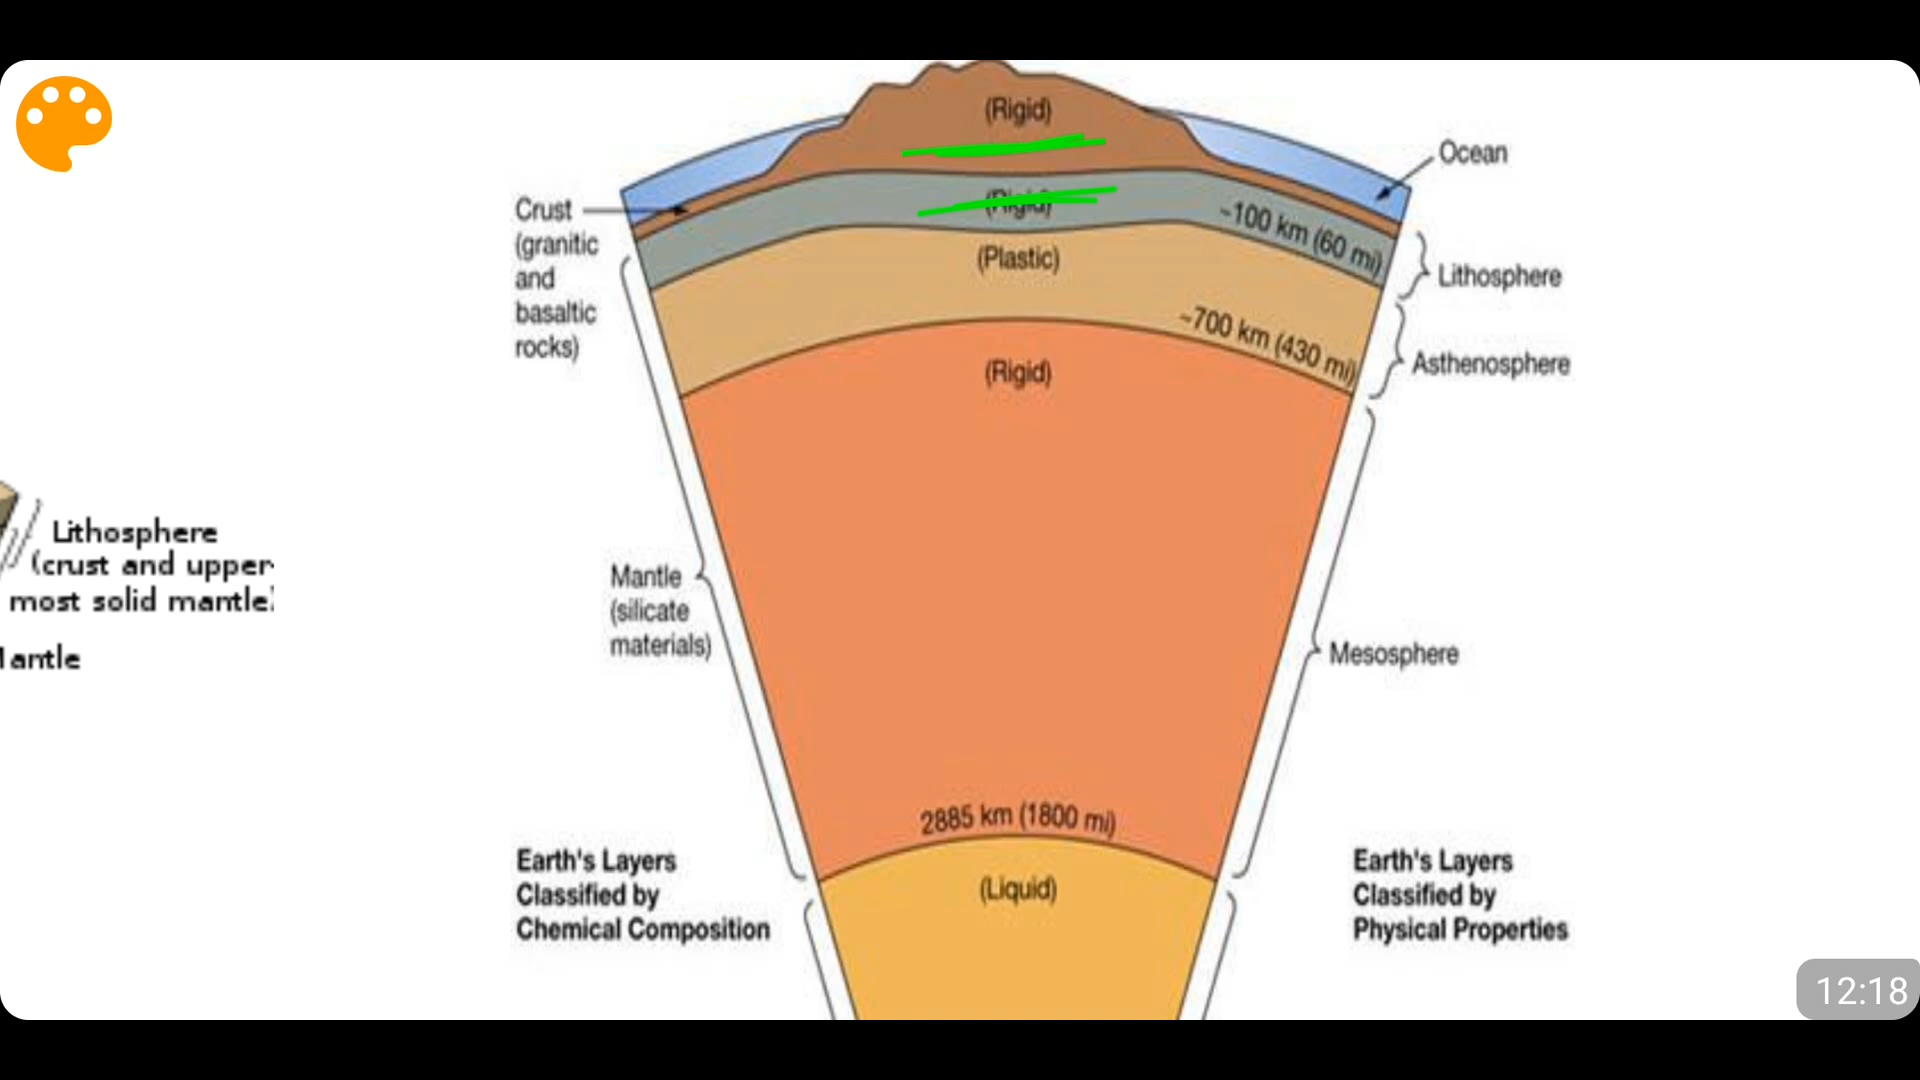 (Rigid)
Ocean
Crust
(granitic
and
basaltic
rocks)
(Rigid)
~100 km (60 mi)
Lithosphere
(Plastic)
~700 km (430 mi)
Asthenosphere
(Rigid)
Lithosphere
(crust and upper-
most solid mantle)
antle
Mantle
(silicate
materials)
Mesosphere
2885 km (1800 mi)
Earth's Layers
Classified by
Chemical Composition
(Liquid)
Earth's Layers
Classified by
Physical Properties
12:18